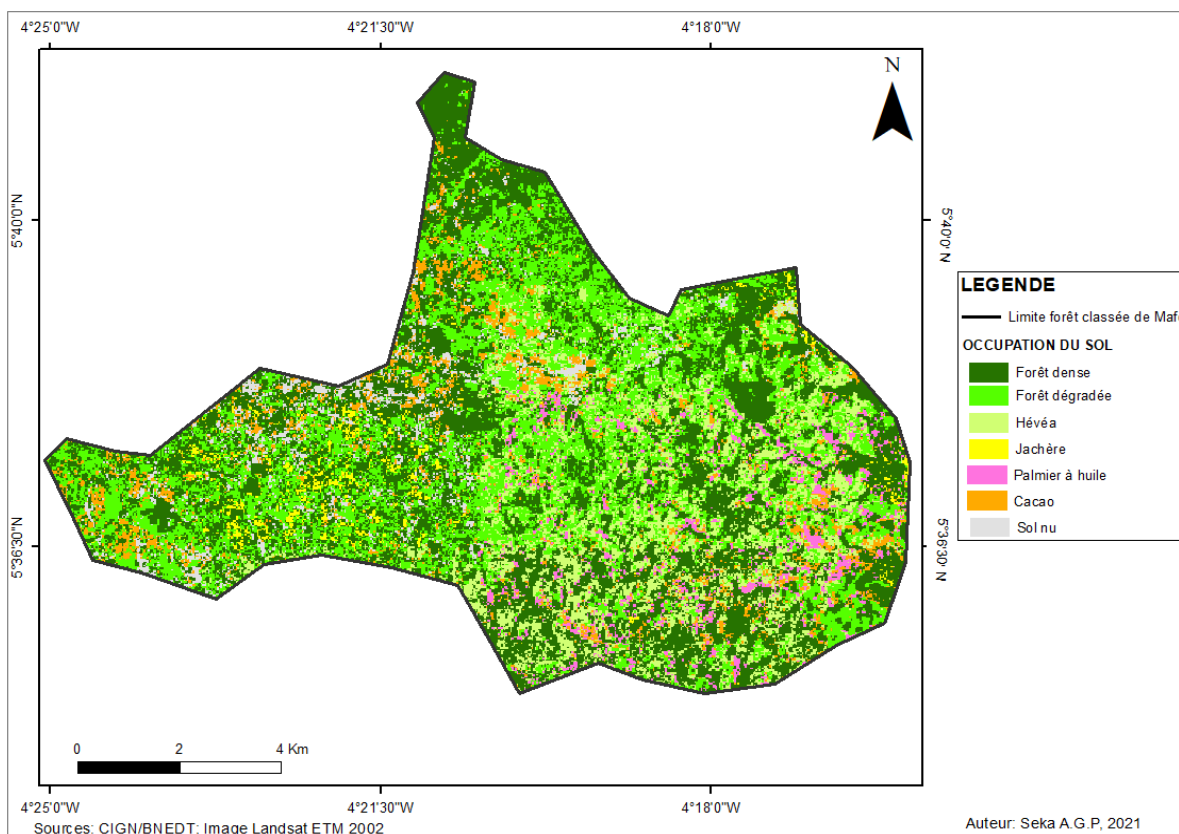 4°25'0"W 4°21'30"W 4°18'0"W
N
5°40'0"N
5°40'0' N
LEGENDE
Limite forêt classée de Mafé
OCCUPATION DU SOL
Forêt dense
Forêt dégradée
Hévéa
Jachère
Palmier à huile
Cacao
Sol nu
5°36'30"N
5°36'30' N
0 2 4 Km
4°25'0"W 4°21'30"W 4°18'0"W
Sources: CIGN/BNEDT: Image Landsat ETM 2002
Auteur: Seka A.G.P, 2021